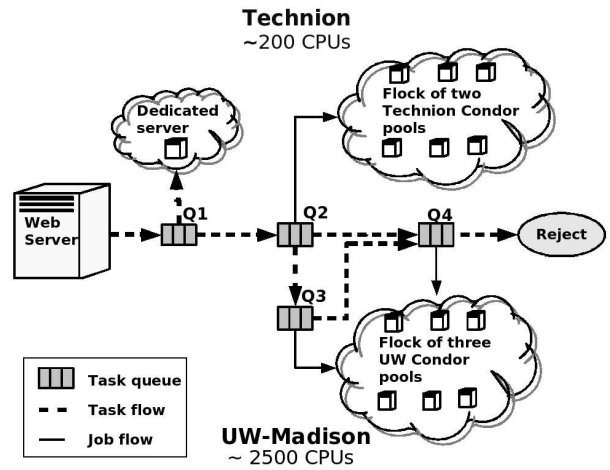 Technion
~200 CPUs
Dedicated
server
Flock of two
Technion Condor
pools
Web
Server
Q1
Q2
Q4
Reject
Q3
Flock of three
UW Condor
pools
Task queue
Task flow
Job flow
UW-Madison
~ 2500 CPUs